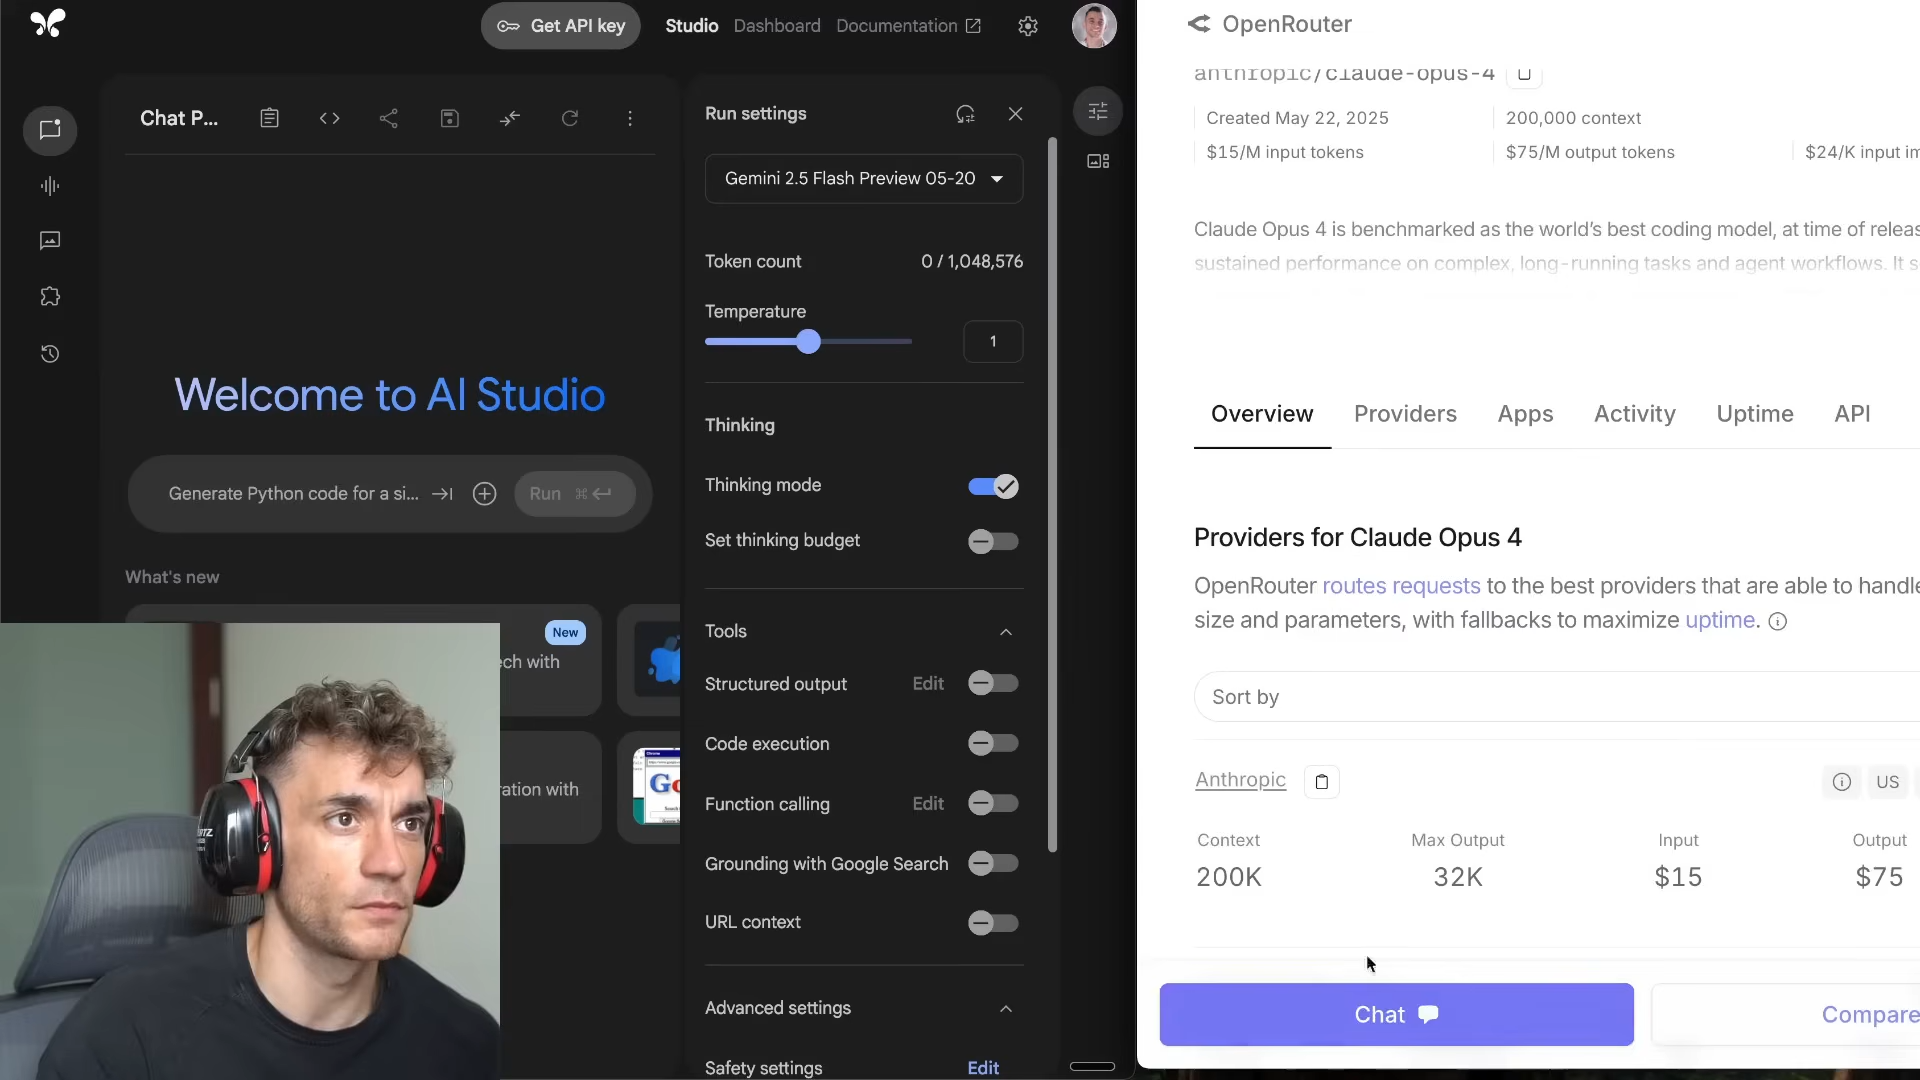 Get API key
Studio
Dashboard
Documentation
Chat P...
Welcome to AI Studio
Generate Python code for a si...
Run ⌘
What's new
New
ech with
ration with
Run settings
Gemini 2.5 Flash Preview 05-20
Token count
0 / 1,048,576
Temperature
1
Thinking
Thinking mode
Set thinking budget
Tools
Structured output
Edit
Code execution
Function calling
Edit
Grounding with Google Search
URL context
Advanced settings
Safety settings
Edit
OpenRouter
anthropic/claude-opus-4
Created May 22, 2025
200,000 context
$15/M input tokens
$75/M output tokens
$24/K input im
Claude Opus 4 is benchmarked as the world's best coding model, at time of releas
sustained performance on complex, long-running tasks and agent workflows. It s
Overview
Providers
Apps
Activity
Uptime
API
Providers for Claude Opus 4
OpenRouter routes requests to the best providers that are able to handle
size and parameters, with fallbacks to maximize uptime.
Sort by
Anthropic
US
Context
Max Output
Input
Output
200K
32K
$15
$75
Chat
Compare